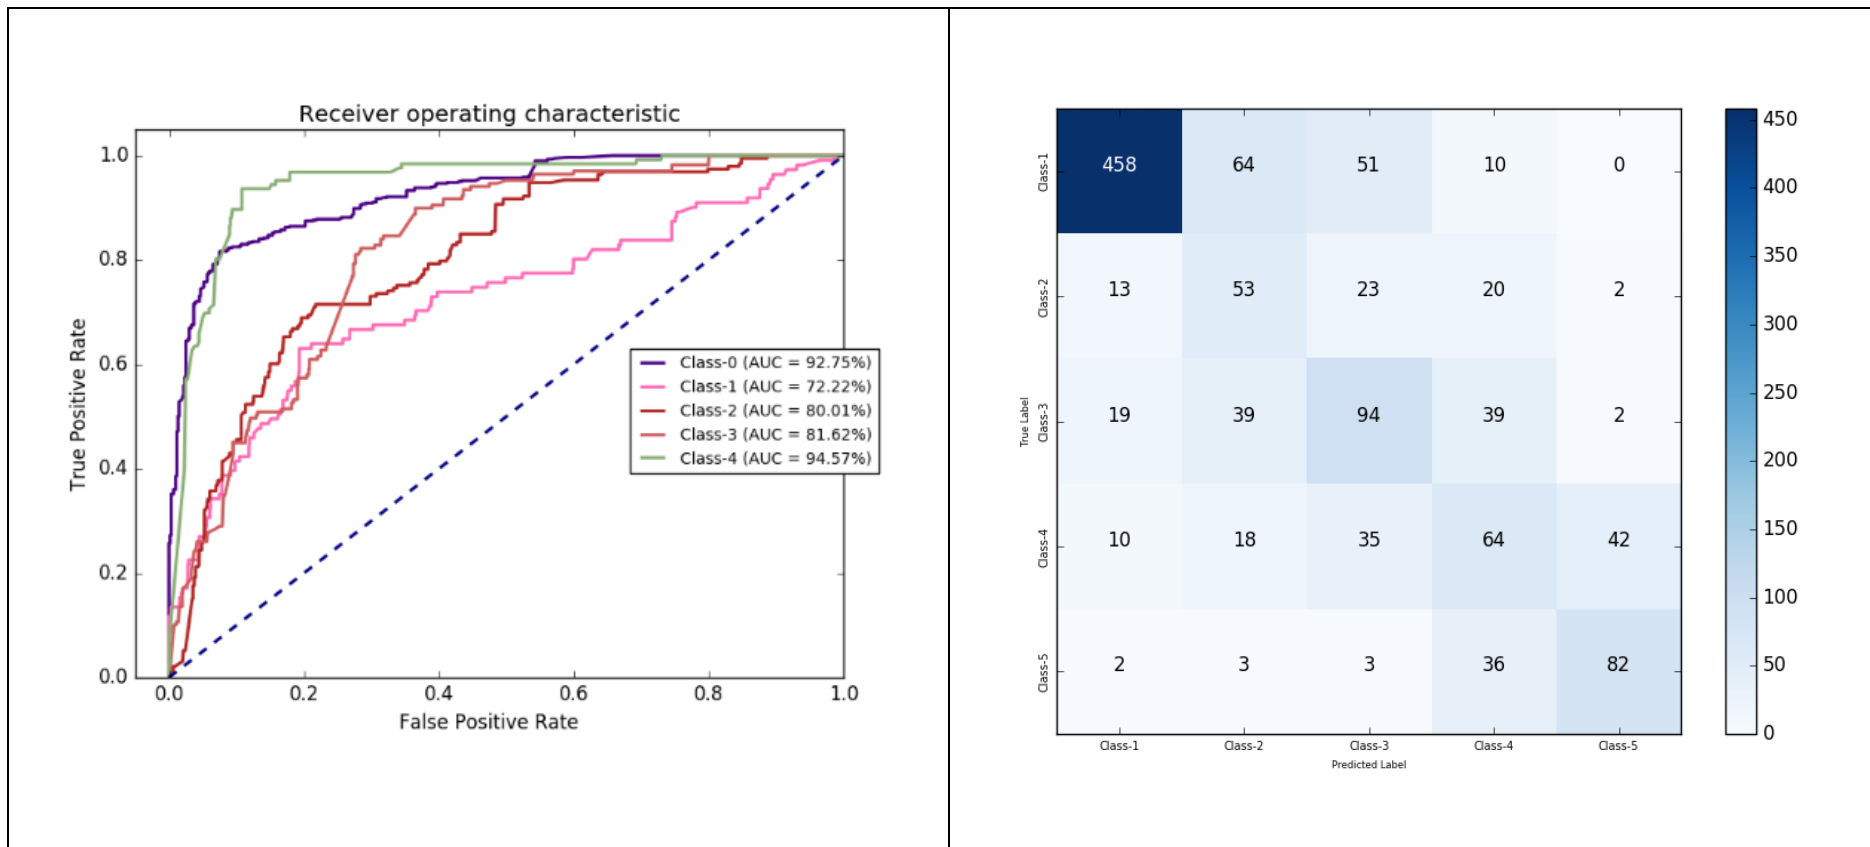 Receiver operating characteristic
1.0
0.8
0.6
0.4
0.2
0.0
True Positive Rate
0.0 0.2 0.4 0.6 0.8 1.0
False Positive Rate
Class-0 (AUC = 92.75%)
Class-1 (AUC = 72.22%)
Class-2 (AUC = 80.01%)
Class-3 (AUC = 81.62%)
Class-4 (AUC = 94.57%)
True Label
Class-1 458 64 51 10 0
Class-2 13 53 23 20 2
Class-3 19 39 94 39 2
Class-4 10 18 35 64 42
Class-5 2 3 3 36 82
Class-1 Class-2 Class-3 Class-4 Class-5
Predicted Label
450
400
350
300
250
200
150
100
50
0